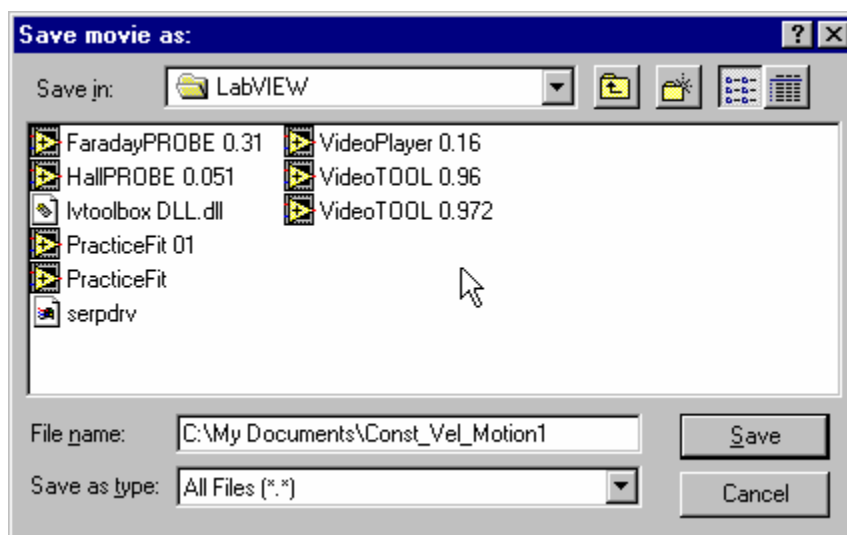 Save movie as:
Save in: LabVIEW
FaradayPROBE 0.31 VideoPlayer 0.16
HallPROBE 0.051 VideoTOOL 0.96
lvtoolbox DLL.dll VideoTOOL 0.972
PracticeFit 01
PracticeFit
serpdrv
File name: C:\My Documents\Const_Vel_Motion1 Save
Save as type: All Files (*.*) Cancel